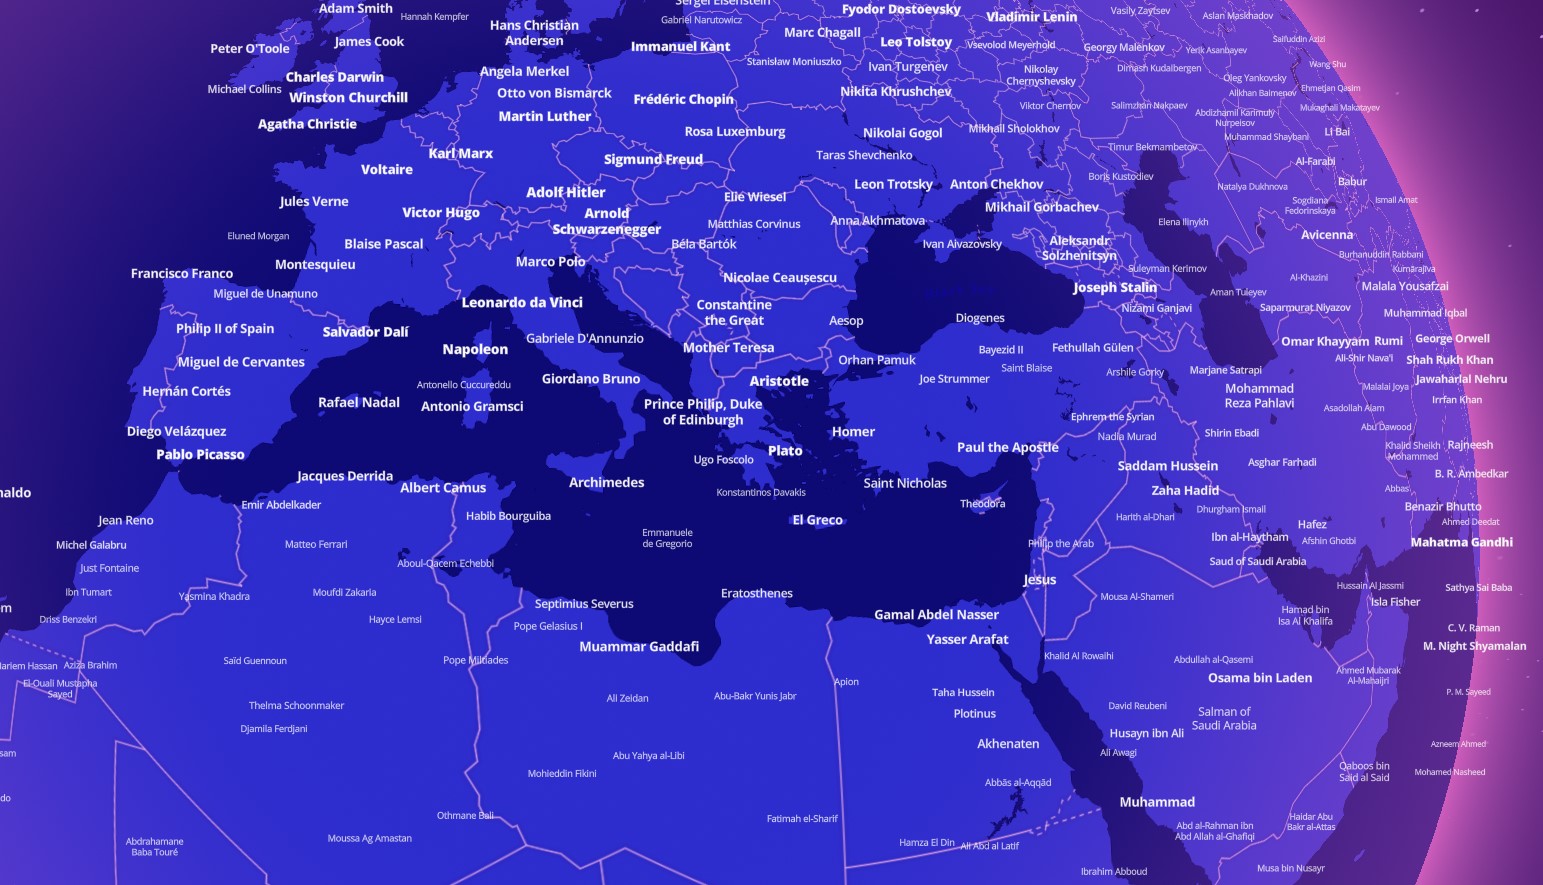 Adam Smith
Hannah Kempfer
Hans Christian
Andersen
Sergei Eisenstein
Gabriel Narutowicz
Fyodor Dostoevsky
Vladimir Lenin
Vasily Zaytsev
Aslan Maskhadov
Peter O'Toole
James Cook
Immanuel Kant
Marc Chagall
Leo Tolstoy
Vsevolod Meyerhold
Georgy Malenkov
Yerik Asanbayev
Saifuddin Azizi
Charles Darwin
Angela Merkel
Stanisław Moniuszko
Ivan Turgenev
Nikolay
Chernyshevsky
Dimash Kudaibergen
Oleg Yankovsky
Wang Shu
Michael Collins
Winston Churchill
Otto von Bismarck
Frédéric Chopin
Nikita Khrushchev
Viktor Chernov
Salimzhan Nakpaev
Alikhan Baimenov
Ehmetjan Qasim
Mukaghali Makatayev
Agatha Christie
Martin Luther
Rosa Luxemburg
Nikolai Gogol
Mikhail Sholokhov
Abdizhamil Karimuly
Nurpeisov
Muhammad Shaybani
Li Bai
Karl Marx
Voltaire
Sigmund Freud
Taras Shevchenko
Timur Bekmambetov
Al-Farabi
Adolf Hitler
Elie Wiesel
Leon Trotsky
Anton Chekhov
Boris Kustodiev
Natalya Dukhnova
Babur
Jules Verne
Victor Hugo
Arnold
Schwarzenegger
Matthias Corvinus
Anna Akhmatova
Mikhail Gorbachev
Elena Ilinykh
Sogdiana
Fedorinskaya
Ismail Amat
Eluned Morgan
Blaise Pascal
Béla Bartók
Ivan Aivazovsky
Aleksandr
Solzhenitsyn
Avicenna
Burhanuddin Rabbani
Francisco Franco
Montesquieu
Marco Polo
Nicolae Ceaușescu
Suleyman Kerimov
Al-Khazini
Kumārajīva
Miguel de Unamuno
Leonardo da Vinci
Constantine
the Great
Joseph Stalin
Aman Tuleyev
Malala Yousafzai
Philip II of Spain
Salvador Dalí
Gabriele D'Annunzio
Aesop
Diogenes
Nizami Ganjavi
Saparmurat Niyazov
Muhammad Iqbal
Miguel de Cervantes
Napoleon
Mother Teresa
Orhan Pamuk
Bayezid II
Fethullah Gülen
Omar Khayyam
Rumi
George Orwell
Hernán Cortés
Antonello Cuccureddu
Giordano Bruno
Aristotle
Joe Strummer
Saint Blaise
Arshile Gorky
Marjane Satrapi
Ali-Shir Nava'i
Shah Rukh Khan
Rafael Nadal
Antonio Gramsci
Prince Philip, Duke
of Edinburgh
Mohammad
Reza Pahlavi
Malalai Joya
Jawaharlal Nehru
Irrfan Khan
Diego Velázquez
Homer
Ephrem the Syrian
Asadollah Alam
Abu Dawood
Pablo Picasso
Ugo Foscolo
Plato
Paul the Apostle
Nadia Murad
Shirin Ebadi
Khalid Sheikh
Mohammed
Rajneesh
Jacques Derrida
Albert Camus
Archimedes
Konstantinos Davakis
Saint Nicholas
Saddam Hussein
Asghar Farhadi
B. R. Ambedkar
naldo
Emir Abdelkader
Theodora
Zaha Hadid
Abbas
Jean Reno
Habib Bourguiba
El Greco
Harith al-Dhari
Dhurgham Ismail
Hafez
Benazir Bhutto
Ahmed Deedat
Michel Galabru
Matteo Ferrari
Emmanuele
de Gregorio
Philip the Arab
Ibn al-Haytham
Afshin Ghotbi
Mahatma Gandhi
Just Fontaine
Aboul-Qacem Echebbi
Jesus
Saud of Saudi Arabia
Ibn Tumart
Yasmina Khadra
Moufdi Zakaria
Septimius Severus
Eratosthenes
Mousa Al-Shameri
Hussain Al Jassmi
Isla Fisher
Sathya Sai Baba
em
Driss Benzekri
Hayce Lemsi
Pope Gelasius I
Gamal Abdel Nasser
Hamad bin
Isa Al Khalifa
C. V. Raman
Muammar Gaddafi
Yasser Arafat
M. Night Shyamalan
Mariem Hassan
Aziza Brahim
Saïd Guennoun
Pope Miltiades
Khalid Al Rowaihi
Abdullah al-Qasemi
El-Ouali Mustapha
Sayed
Apion
Osama bin Laden
Ahmed Mubarak
Al-Mahaijri
Thelma Schoonmaker
Ali Zeidan
Abu-Bakr Yunis Jabr
Taha Hussein
P. M. Sayeed
Djamila Ferdjani
Plotinus
David Reubeni
Salman of
Saudi Arabia
sam
Abu Yahya al-Libi
Akhenaten
Husayn ibn Ali
Ali Awagi
Azneem Ahmed
Mohieddin Fikini
Abbās al-Aqqād
Qaboos bin
Said al Said
Mohamed Nasheed
do
Othmane Bali
Fatimah el-Sharif
Muhammad
Abdrahamane
Baba Touré
Moussa Ag Amastan
Hamza El Din
Ali Abd al Latif
Abd al-Rahman ibn
Abd Allah al-Ghafiqi
Haidar Abu
Bakr al-Attas
Ibrahim Abboud
Musa bin Nusayr